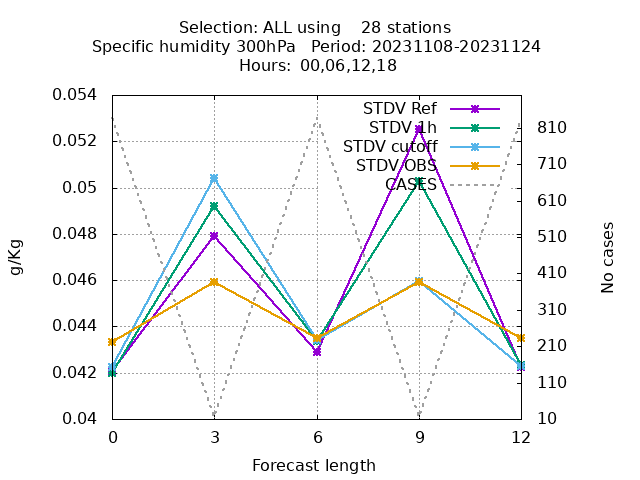 Selection: ALL using    28 stations
Specific humidity 300hPa   Period: 20231108-20231124
Hours: 00,06,12,18
STDV Ref
STDV 1h
STDV cutoff
STDV OBS
CASES
0.054
0.052
0.05
0.048
0.046
0.044
0.042
0.04
g/Kg
810
710
610
510
410
310
210
110
10
No cases
0 3 6 9 12
Forecast length